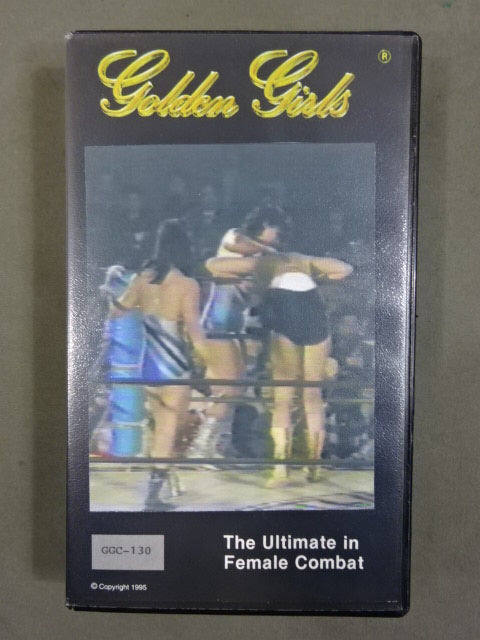 Golden Girls ®
GGC-130
The Ultimate in
Female Combat
© Copyright 1995